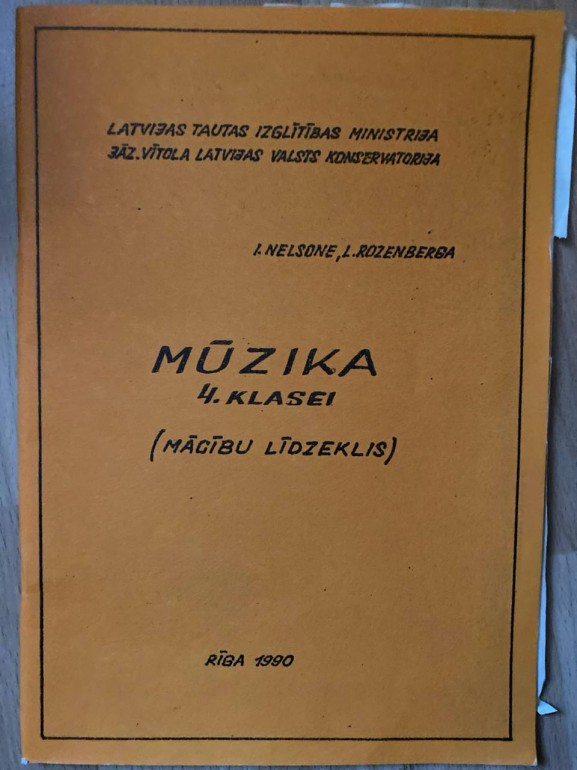 LATVIJAS TAUTAS IZGLĪTĪBAS MINISTRIJA
JĀZ. VĪTOLA LATVIJAS VALSTS KONSERVATORIJA
I. NELSONE, L. ROZENBERGA
MŪZIKA
4. KLASEI
(MĀCĪBU LĪDZEKLIS)
RĪGA 1990